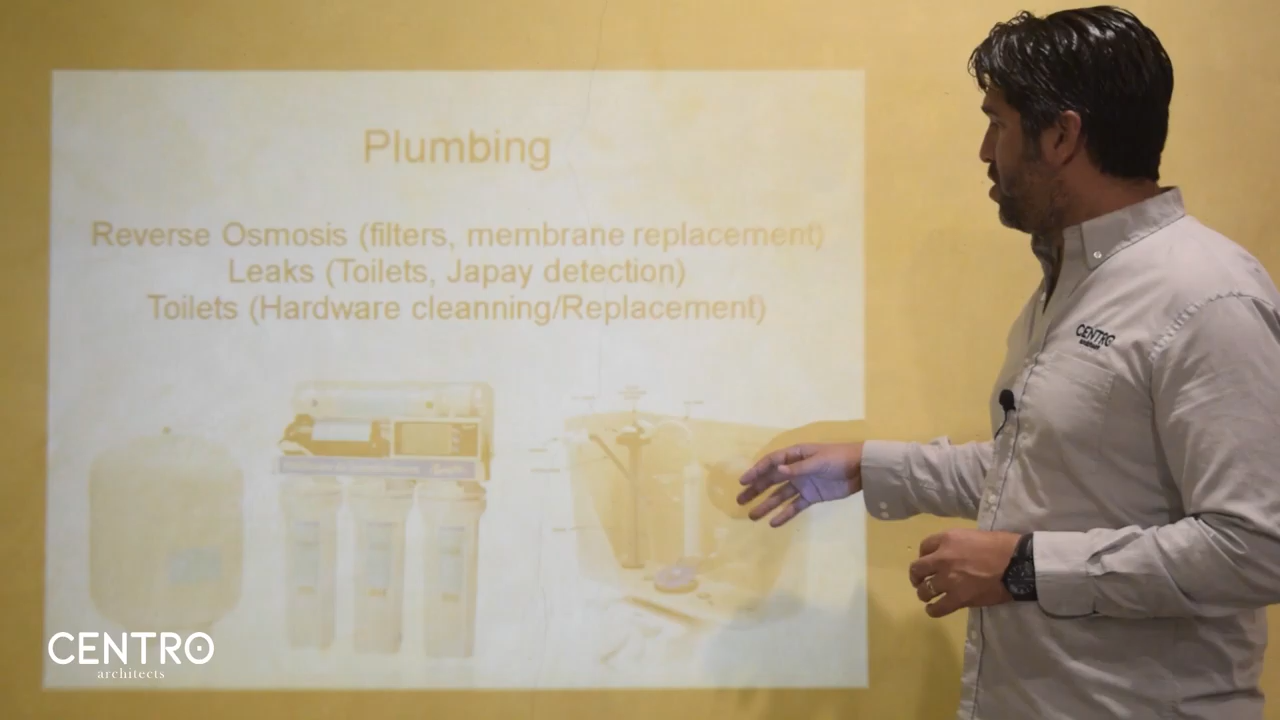 Plumbing
Reverse Osmosis (filters, membrane replacement)
Leaks (Toilets, Japay detection)
Toilets (Hardware cleanning/Replacement)
CENTRO
CENTRO
architects